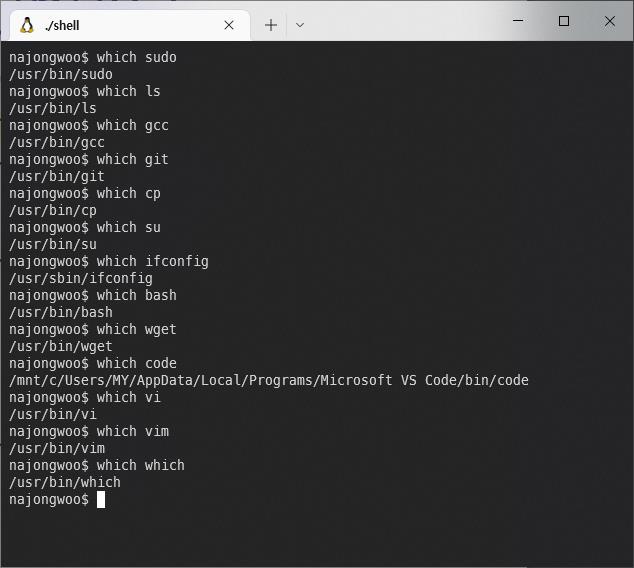 ./shell
najongwoo$ which sudo
/usr/bin/sudo
najongwoo$ which ls
/usr/bin/ls
najongwoo$ which gcc
/usr/bin/gcc
najongwoo$ which git
/usr/bin/git
najongwoo$ which cp
/usr/bin/cp
najongwoo$ which su
/usr/bin/su
najongwoo$ which ifconfig
/usr/sbin/ifconfig
najongwoo$ which bash
/usr/bin/bash
najongwoo$ which wget
/usr/bin/wget
najongwoo$ which code
/mnt/c/Users/MY/AppData/Local/Programs/Microsoft VS Code/bin/code
najongwoo$ which vi
/usr/bin/vi
najongwoo$ which vim
/usr/bin/vim
najongwoo$ which which
/usr/bin/which
najongwoo$